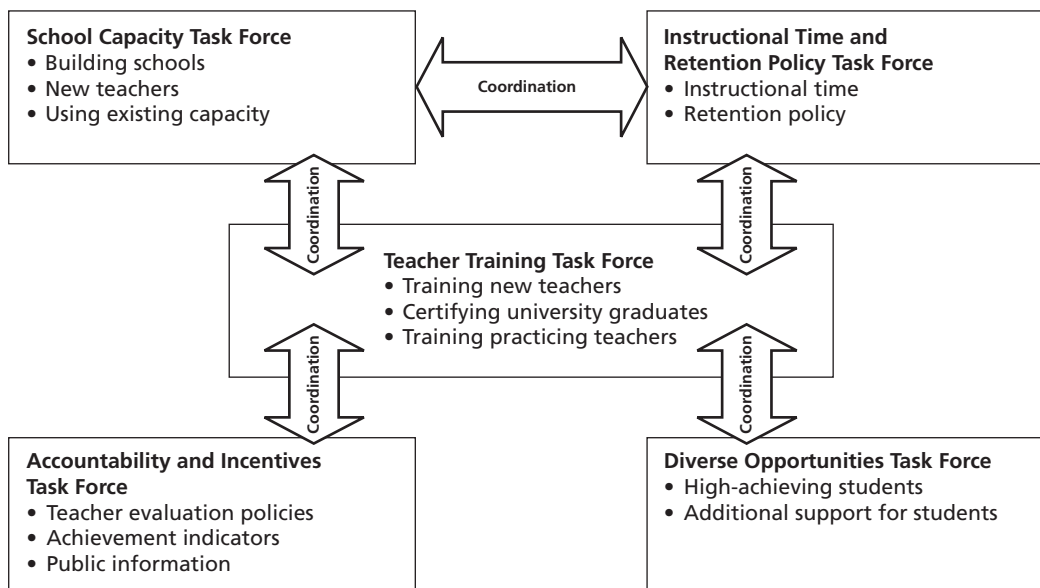 School Capacity Task Force
• Building schools
• New teachers
• Using existing capacity
Coordination
Instructional Time and
Retention Policy Task Force
• Instructional time
• Retention policy
Coordination
Coordination
Teacher Training Task Force
• Training new teachers
• Certifying university graduates
• Training practicing teachers
Coordination
Coordination
Accountability and Incentives
Task Force
• Teacher evaluation policies
• Achievement indicators
• Public information
Diverse Opportunities Task Force
• High-achieving students
• Additional support for students